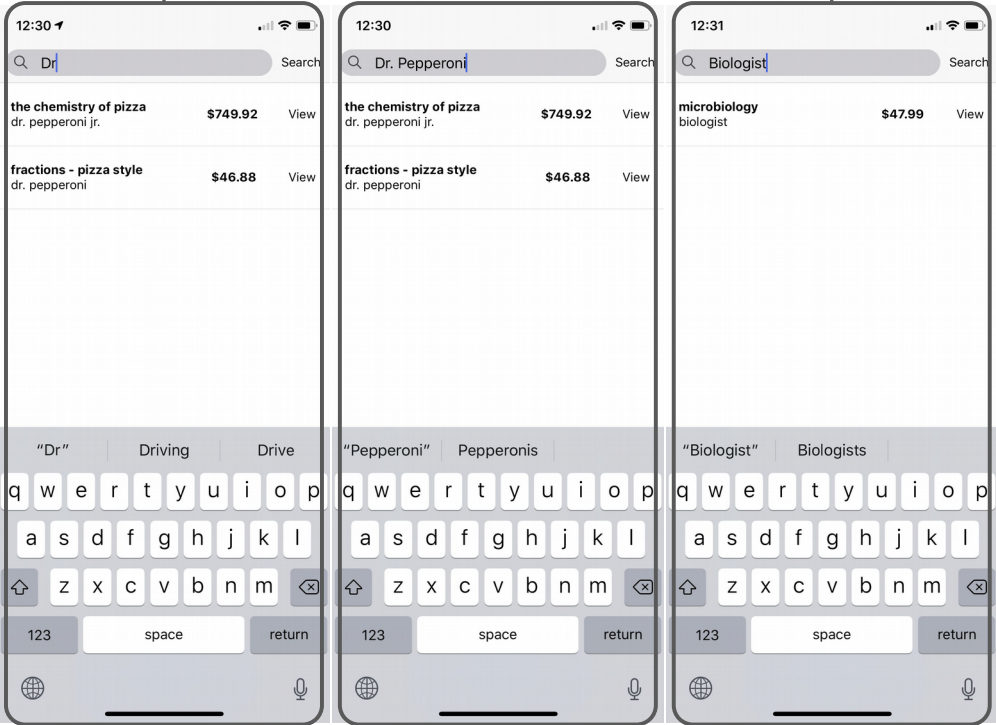 12:30
Dr
Search
the chemistry of pizza
dr. pepperoni jr.
$749.92
View
fractions - pizza style
dr. pepperoni
$46.88
View
“Dr”
Driving
Drive
q w e r t y u i o p
a s d f g h j k l
z x c v b n m
123
space
return
12:30
Dr. Pepperoni
Search
the chemistry of pizza
dr. pepperoni jr.
$749.92
View
fractions - pizza style
dr. pepperoni
$46.88
View
“Pepperoni”
Pepperonis
q w e r t y u i o p
a s d f g h j k l
z x c v b n m
123
space
return
12:31
Biologist
Search
microbiology
biologist
$47.99
View
“Biologist”
Biologists
q w e r t y u i o p
a s d f g h j k l
z x c v b n m
123
space
return